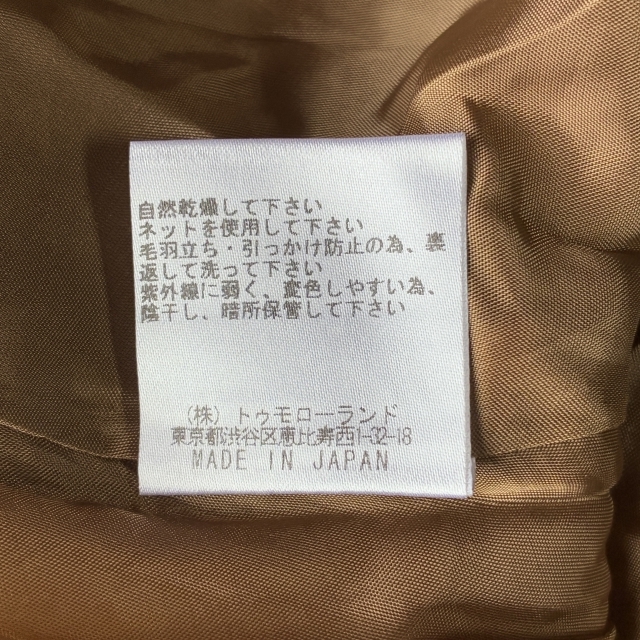 自然乾燥して下さい
ネットを使用して下さい
毛羽立ち・引っかけ防止の為、裏
返して洗って下さい
紫外線に弱く、変色しやすい為、
陰干し、暗所保管して下さい
(株)トゥモローランド
東京都渋谷区恵比寿西1-32-18
MADE IN JAPAN